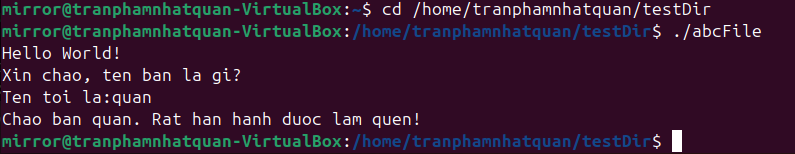 mirror@tranphamnhatquan-VirtualBox:~$ cd /home/tranphamnhatquan/testDir
mirror@tranphamnhatquan-VirtualBox:/home/tranphamnhatquan/testDir$ ./abcFile
Hello World!
Xin chao, ten ban la gi?
Ten toi la:quan
Chao ban quan. Rat han hanh duoc lam quen!
mirror@tranphamnhatquan-VirtualBox:/home/tranphamnhatquan/testDir$